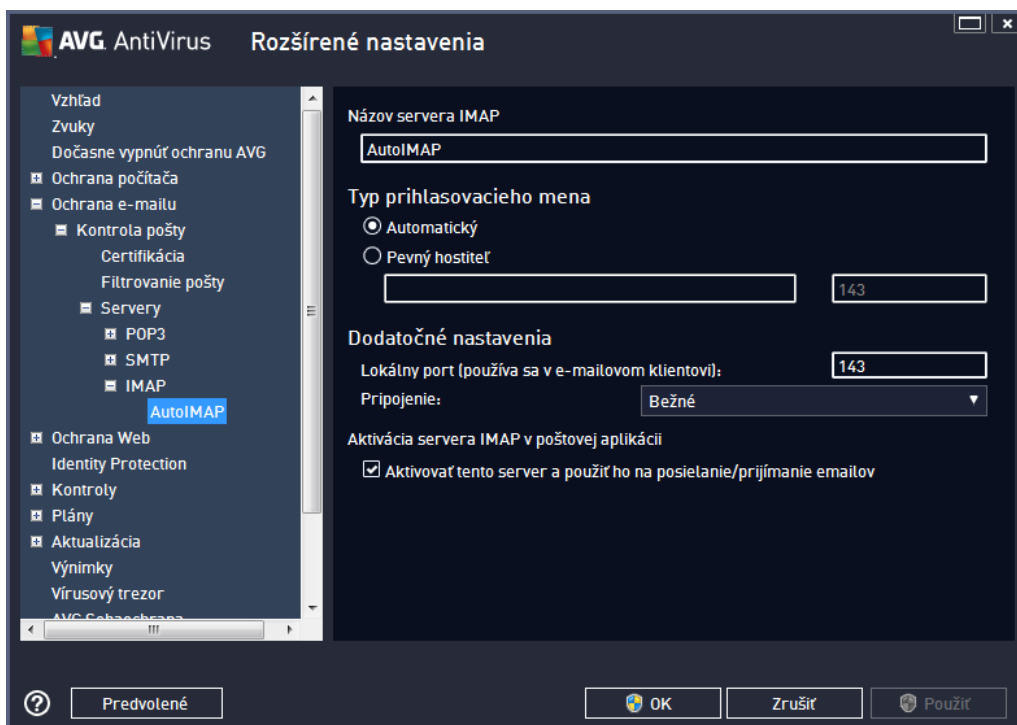 AVG. AntiVirus Rozšírené nastavenia
Vzhľad
Zvuky
Dočasne vypnúť ochranu AVG
Ochrana počítača
Ochrana e-mailu
Kontrola pošty
Certifikácia
Filtrovanie pošty
Servery
POP3
SMTP
IMAP
AutoIMAP
Ochrana Web
Identity Protection
Kontroly
Plány
Aktualizácia
Výnimky
Vírusový trezor
AVG Sebaochrana
Názov servera IMAP
AutoIMAP
Typ prihlasovacieho mena
Automatický
Pevný hostiteľ
143
Dodatočné nastavenia
Lokálny port (používa sa v e-mailovom klientovi): 143
Pripojenie: Bežné
Aktivácia servera IMAP v poštovej aplikácii
Aktivovať tento server a použiť ho na posielanie/prijímanie emailov
Predvolené OK Zrušiť Použiť